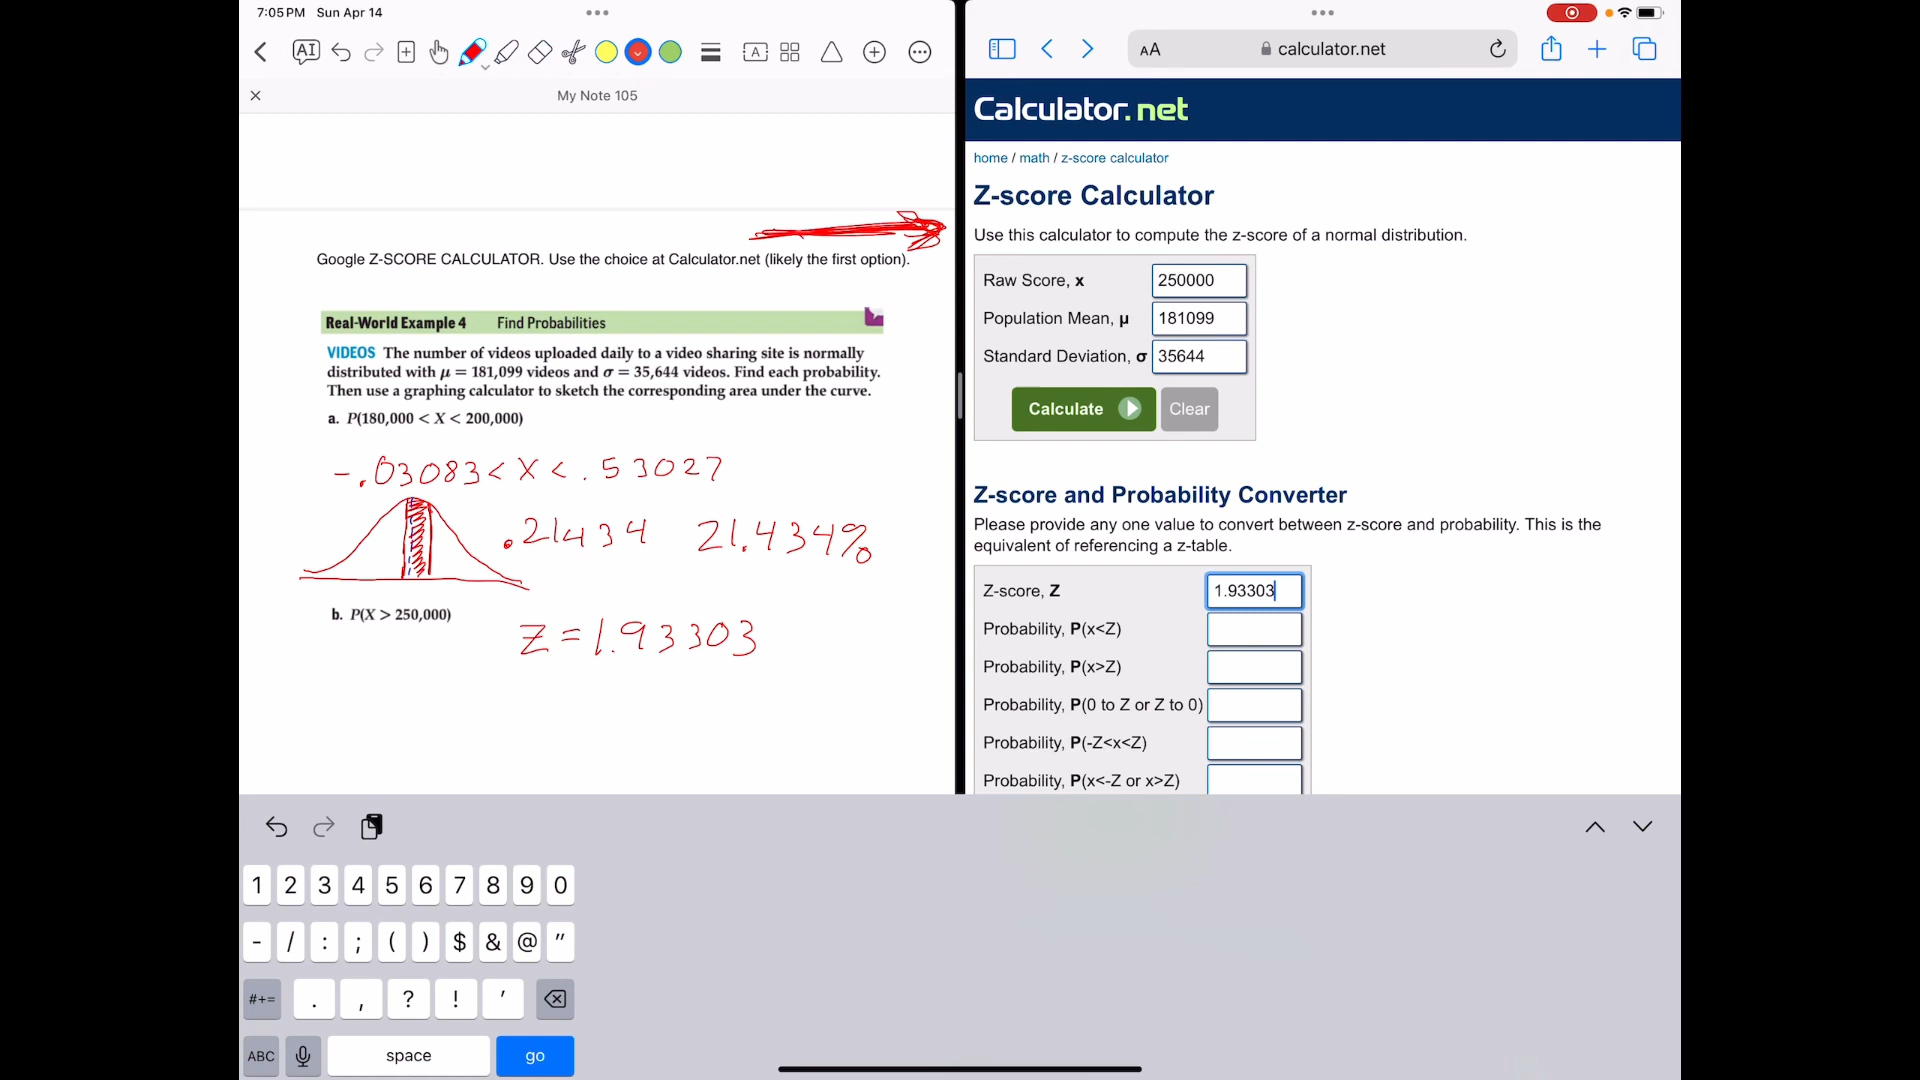 7:05 PM Sun Apr 14
AI
A
My Note 105
Google Z-SCORE CALCULATOR. Use the choice at Calculator.net (likely the first option).
Real-World Example 4 Find Probabilities
VIDEOS The number of videos uploaded daily to a video sharing site is normally
distributed with μ = 181,099 videos and σ = 35,644 videos. Find each probability.
Then use a graphing calculator to sketch the corresponding area under the curve.
a. P(180,000 < X < 200,000)
-.03083 < X < .53027
.21434 21.434%
b. P(X > 250,000)
Z = 1.93303
AA calculator.net
Calculator.net
home / math / z-score calculator
Z-score Calculator
Use this calculator to compute the z-score of a normal distribution.
Raw Score, x 250000
Population Mean, μ 181099
Standard Deviation, σ 35644
Calculate Clear
Z-score and Probability Converter
Please provide any one value to convert between z-score and probability. This is the
equivalent of referencing a z-table.
Z-score, Z 1.93303
Probability, P(x<Z)
Probability, P(x>Z)
Probability, P(0 to Z or Z to 0)
Probability, P(-Z<x<Z)
Probability, P(x<-Z or x>Z)
1 2 3 4 5 6 7 8 9 0
- / : ; ( ) $ & @ "
#+= . , ? ! '
ABC space go